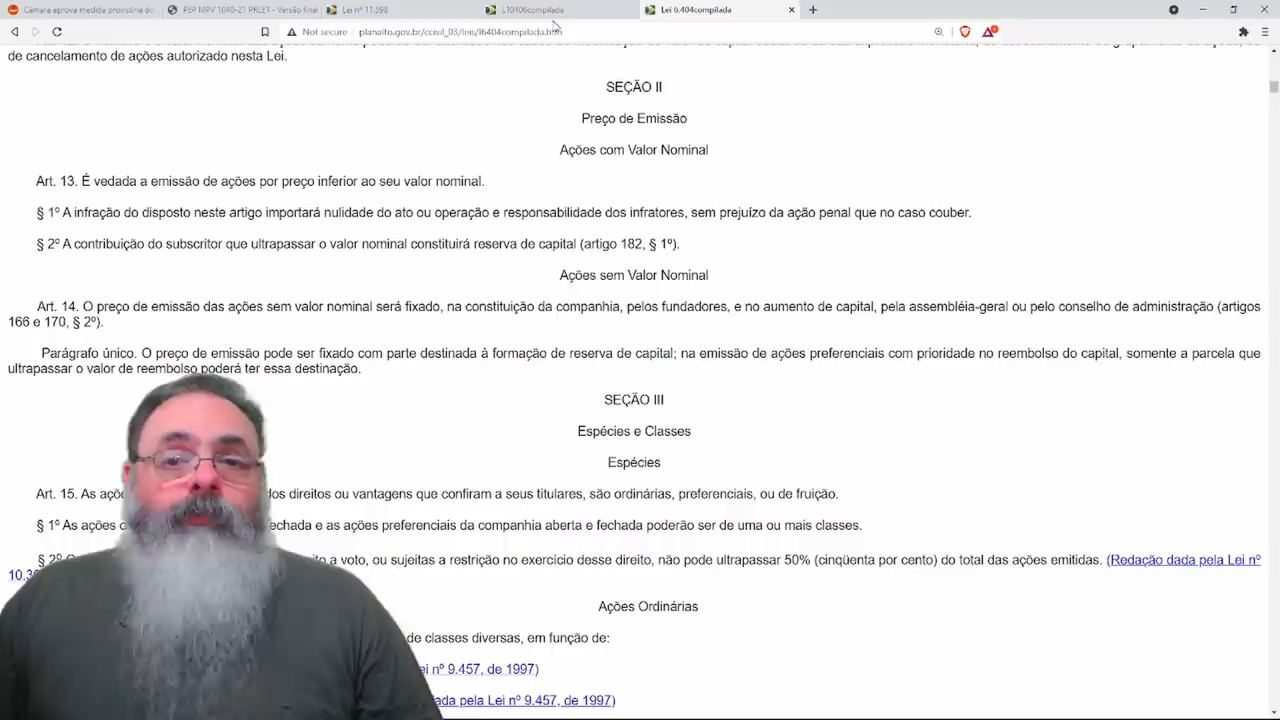 Câmara aprova medida provisória do
PEP MPV 1040-21 PRLE1 - Versão final
Lei nº 11.598
L10406compilada
Lei 6.404compilada
Not secure
planalto.gov.br/ccivil_03/leis/l6404compilada.htm
de cancelamento de ações autorizado nesta Lei.
SEÇÃO II
Preço de Emissão
Ações com Valor Nominal
Art. 13. É vedada a emissão de ações por preço inferior ao seu valor nominal.
§ 1º A infração do disposto neste artigo importará nulidade do ato ou operação e responsabilidade dos infratores, sem prejuízo da ação penal que no caso couber.
§ 2º A contribuição do subscritor que ultrapassar o valor nominal constituirá reserva de capital (artigo 182, § 1º).
Ações sem Valor Nominal
Art. 14. O preço de emissão das ações sem valor nominal será fixado, na constituição da companhia, pelos fundadores, e no aumento de capital, pela assembléia-geral ou pelo conselho de administração (artigos
166 e 170, § 2º).
Parágrafo único. O preço de emissão pode ser fixado com parte destinada à formação de reserva de capital; na emissão de ações preferenciais com prioridade no reembolso do capital, somente a parcela que
ultrapassar o valor de reembolso poderá ter essa destinação.
SEÇÃO III
Espécies e Classes
Espécies
Art. 15. As dos direitos ou vantagens que confiram a seus titulares, são ordinárias, preferenciais, ou de fruição.
§ 1º As ações e as ações preferenciais da companhia aberta e fechada poderão ser de uma ou mais classes.
§ 2º a voto, ou sujeitas a restrição no exercício desse direito, não pode ultrapassar 50% (cinqüenta por cento) do total das ações emitidas. (Redação dada pela Lei nº
Ações Ordinárias
de classes diversas, em função de:
nº 9.457, de 1997)
pela Lei nº 9.457, de 1997)